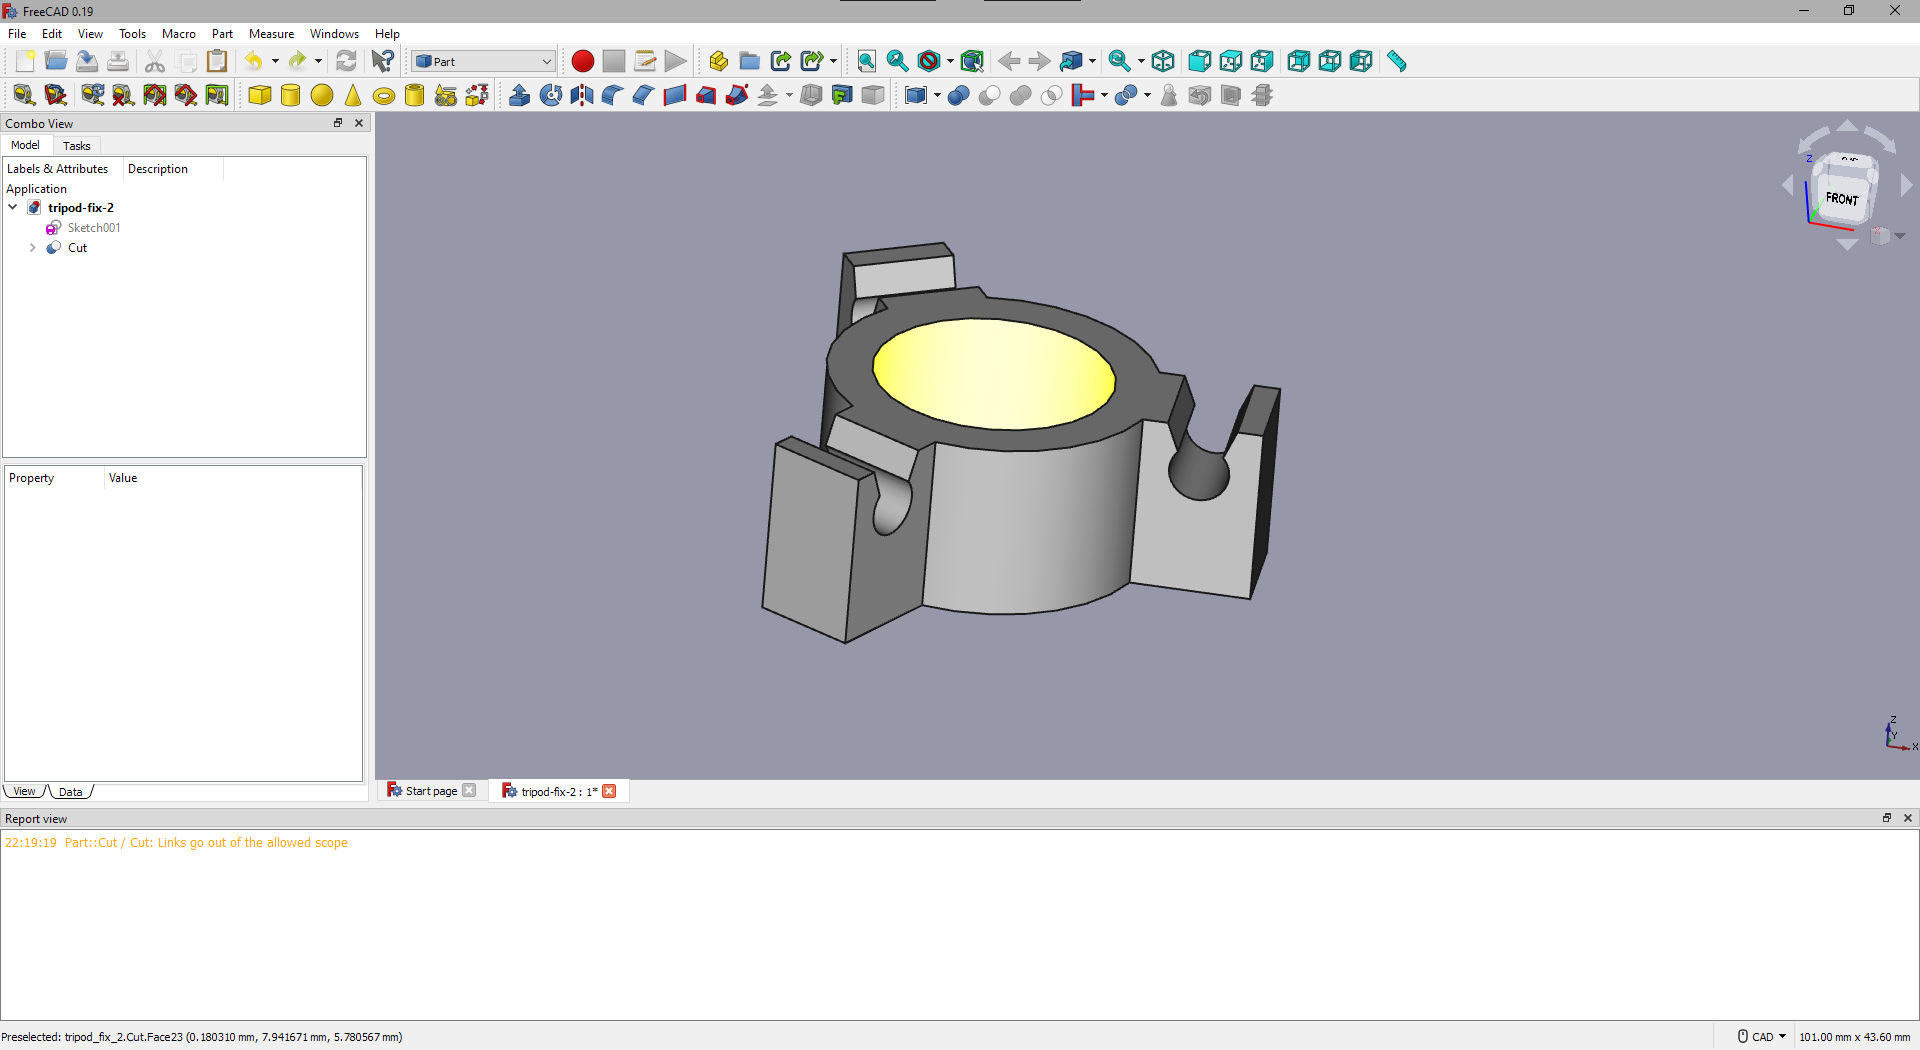 FreeCAD 0.19
File Edit View Tools Macro Part Measure Windows Help
Part
Combo View
Model Tasks
Labels & Attributes Description
Application
tripod-fix-2
Sketch001
Cut
Property Value
View Data
Z
FRONT
Z
Y
X
Start page tripod-fix-2 : 1*
Report view
22:19:19 Part::Cut / Cut: Links go out of the allowed scope
Preselected: tripod_fix_2.Cut.Face23 (0.180310 mm, 7.941671 mm, 5.780567 mm)
CAD 101.00 mm x 43.60 mm